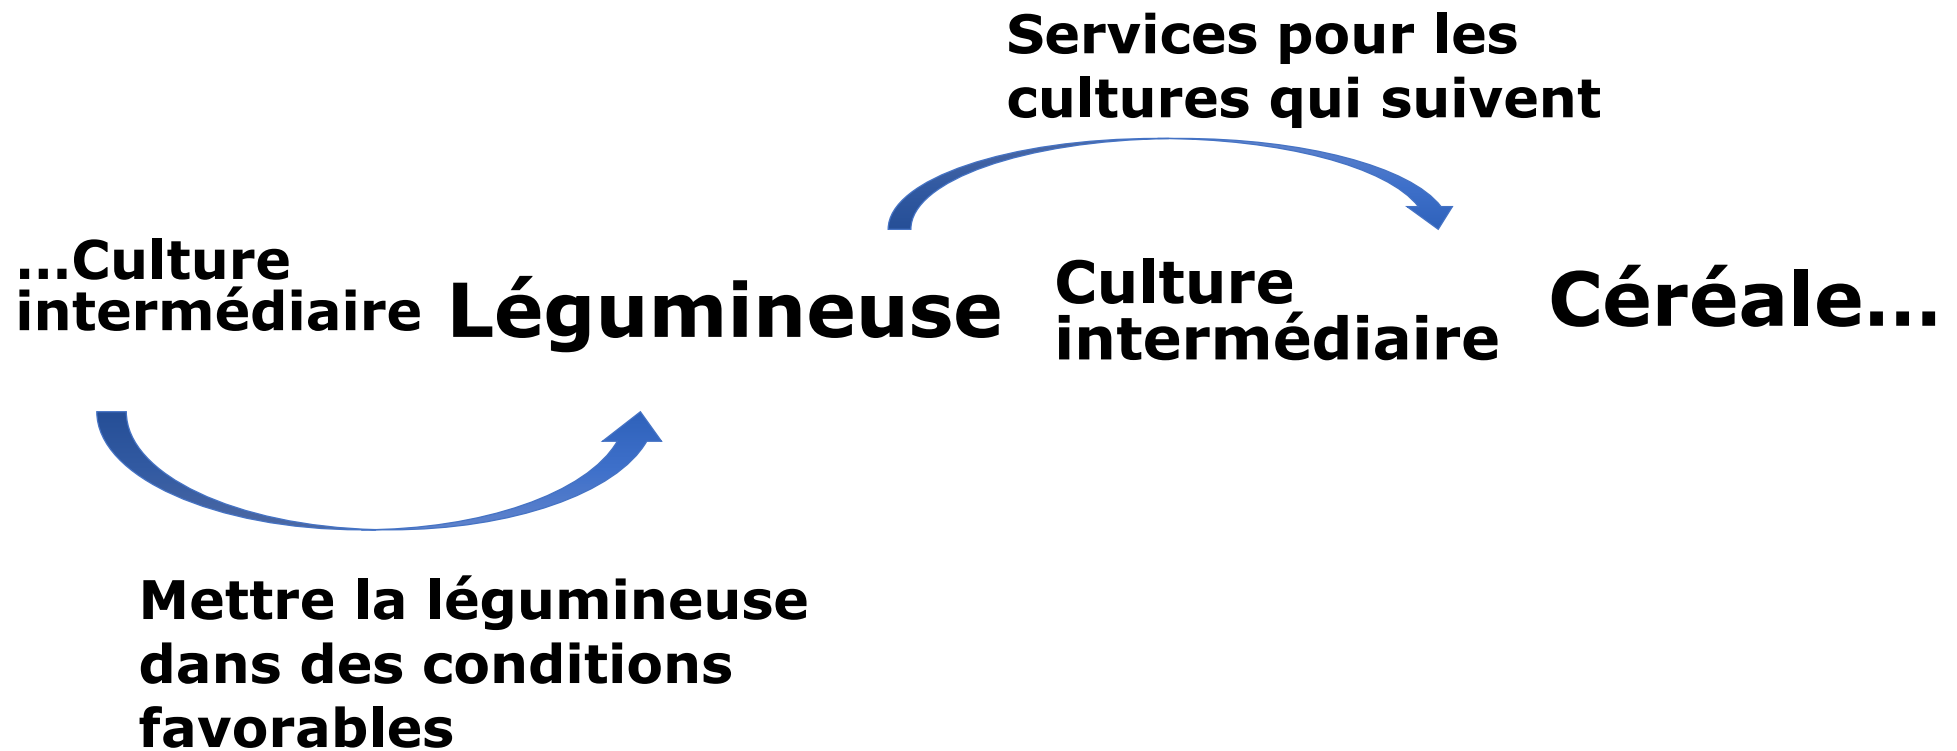 Services pour les
cultures qui suivent
...Culture
intermédiaire
Légumineuse
Culture
intermédiaire
Céréale...
Mettre la légumineuse
dans des conditions
favorables